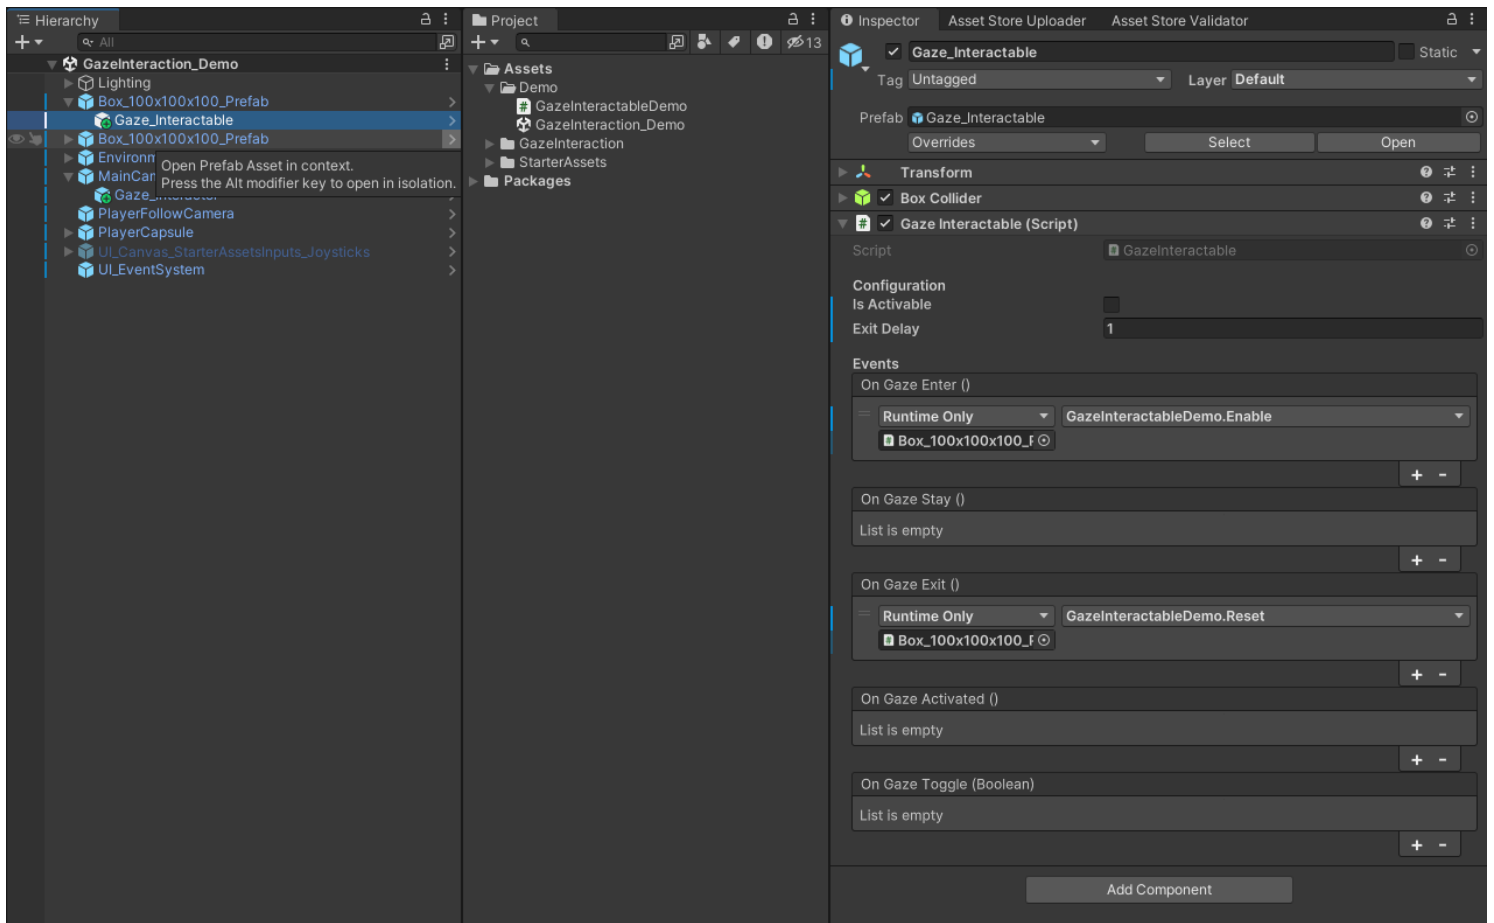 Hierarchy
All
GazeInteraction_Demo
Lighting
Box_100x100x100_Prefab
Gaze_Interactable
Box_100x100x100_Prefab
Environm
Open Prefab Asset in context.
Press the Alt modifier key to open in isolation.
MainCam
Gaze_Interactor
PlayerFollowCamera
PlayerCapsule
UI_Canvas_StarterAssetsInputs_Joysticks
UI_EventSystem
Project
13
Assets
Demo
GazeInteractableDemo
GazeInteraction_Demo
GazeInteraction
StarterAssets
Packages
Inspector Asset Store Uploader Asset Store Validator
Gaze_Interactable Static
Tag Untagged Layer Default
Prefab Gaze_Interactable
Overrides Select Open
Transform
Box Collider
Gaze Interactable (Script)
Script GazeInteractable
Configuration
Is Activable
Exit Delay 1
Events
On Gaze Enter ()
Runtime Only GazeInteractableDemo.Enable
Box_100x100x100_P
+ -
On Gaze Stay ()
List is empty
+ -
On Gaze Exit ()
Runtime Only GazeInteractableDemo.Reset
Box_100x100x100_P
+ -
On Gaze Activated ()
List is empty
+ -
On Gaze Toggle (Boolean)
List is empty
+ -
Add Component